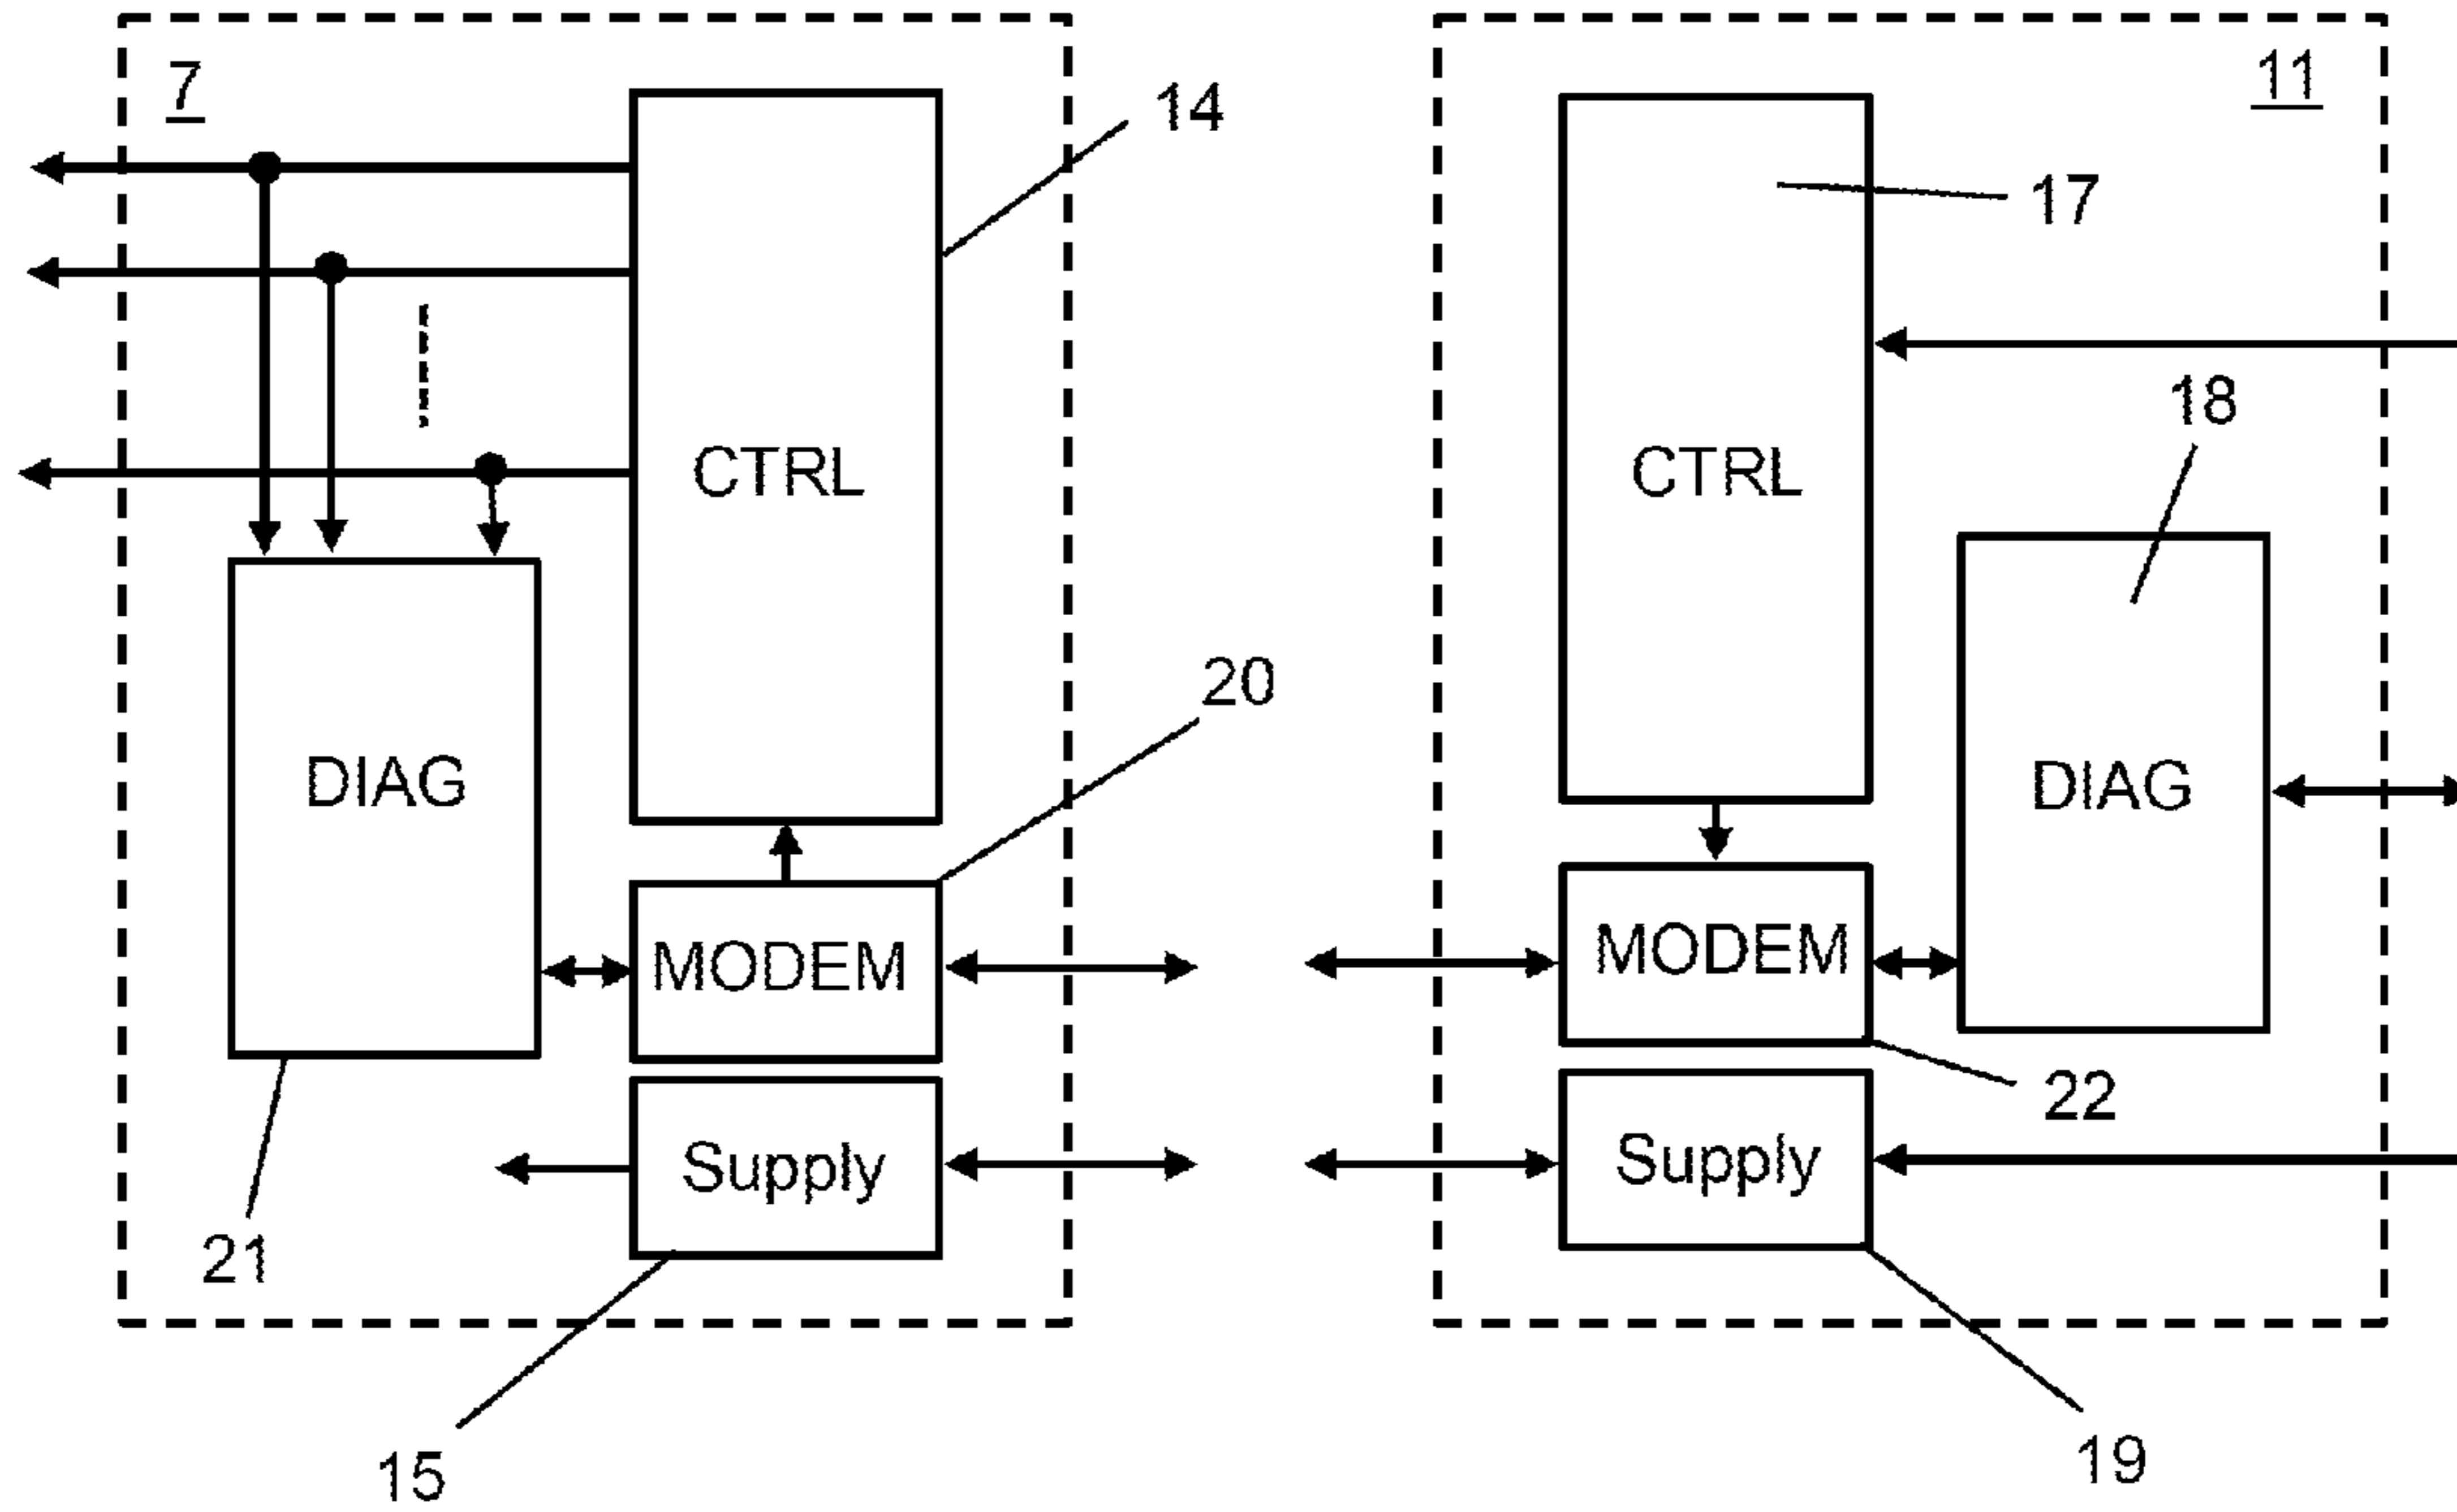 7
14
CTRL
20
DIAG
MODEM
Supply
21
15
11
17
CTRL
18
DIAG
MODEM
22
Supply
19